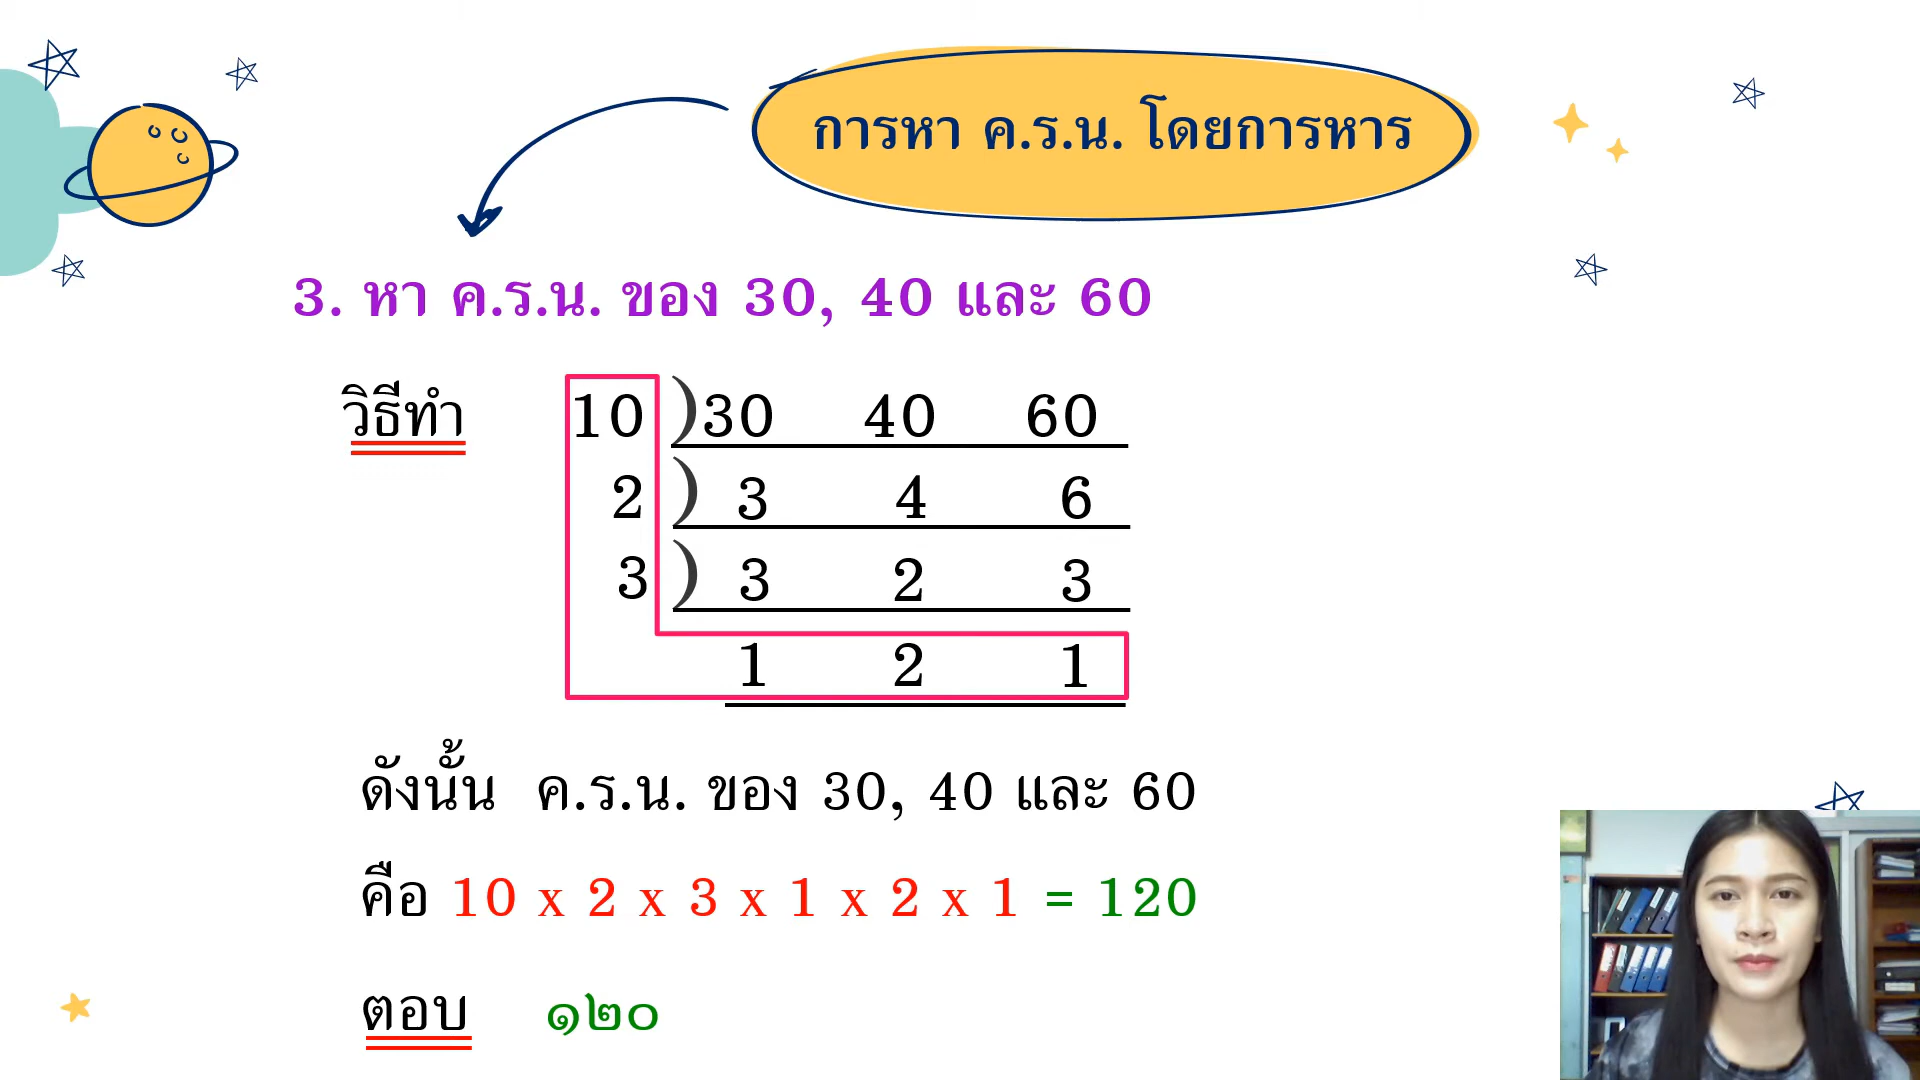 การหา ค.ร.น. โดยการหาร
3. หา ค.ร.น. ของ 30, 40 และ 60
วิธีทำ 10 ) 30 40 60
2 ) 3 4 6
3 ) 3 2 3
1 2 1
ดังนั้น ค.ร.น. ของ 30, 40 และ 60
คือ 10 x 2 x 3 x 1 x 2 x 1 = 120
ตอบ ๑๒๐